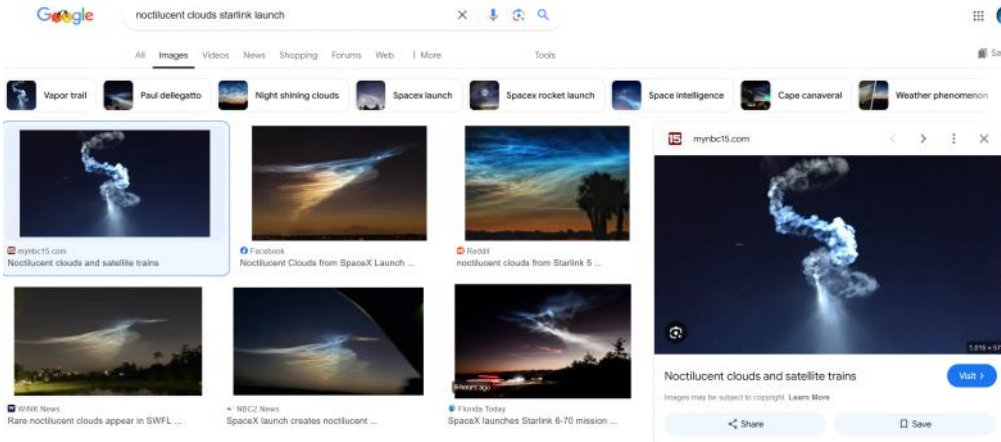 Google
noctilucent clouds starlink launch
All Images Videos News Shopping Forums Web More Tools
Vapor trail Paul dellegatto Night shining clouds Spacex launch Spacex rocket launch Space intelligence Cape canaveral Weather phenomenon
mynbc15.com
Noctilucent clouds and satellite trains
Facebook
Noctilucent Clouds from SpaceX Launch ...
Reddit
noctilucent clouds from Starlink 5 ...
WINK News
Rare noctilucent clouds appear in SWFL ...
NBC2 News
SpaceX launch creates noctilucent ...
9 hours ago
Florida Today
SpaceX launches Starlink 6-70 mission ...
15 mynbc15.com
Noctilucent clouds and satellite trains
Visit >
Images may be subject to copyright. Learn More
Share Save